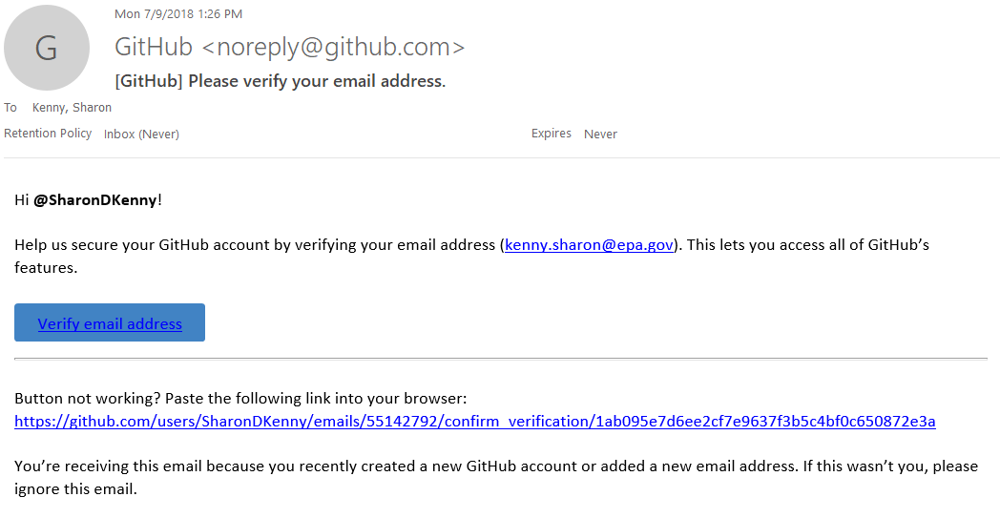 G
Mon 7/9/2018 1:26 PM
GitHub <noreply@github.com>
[GitHub] Please verify your email address.
To Kenny, Sharon
Retention Policy Inbox (Never) Expires Never
Hi @SharonDKenny!
Help us secure your GitHub account by verifying your email address (kenny.sharon@epa.gov). This lets you access all of GitHub’s
features.
Verify email address
Button not working? Paste the following link into your browser:
https://github.com/users/SharonDKenny/emails/55142792/confirm_verification/1ab095e7d6ee2cf7e9637f3b5c4bf0c650872e3a
You’re receiving this email because you recently created a new GitHub account or added a new email address. If this wasn’t you, please
ignore this email.